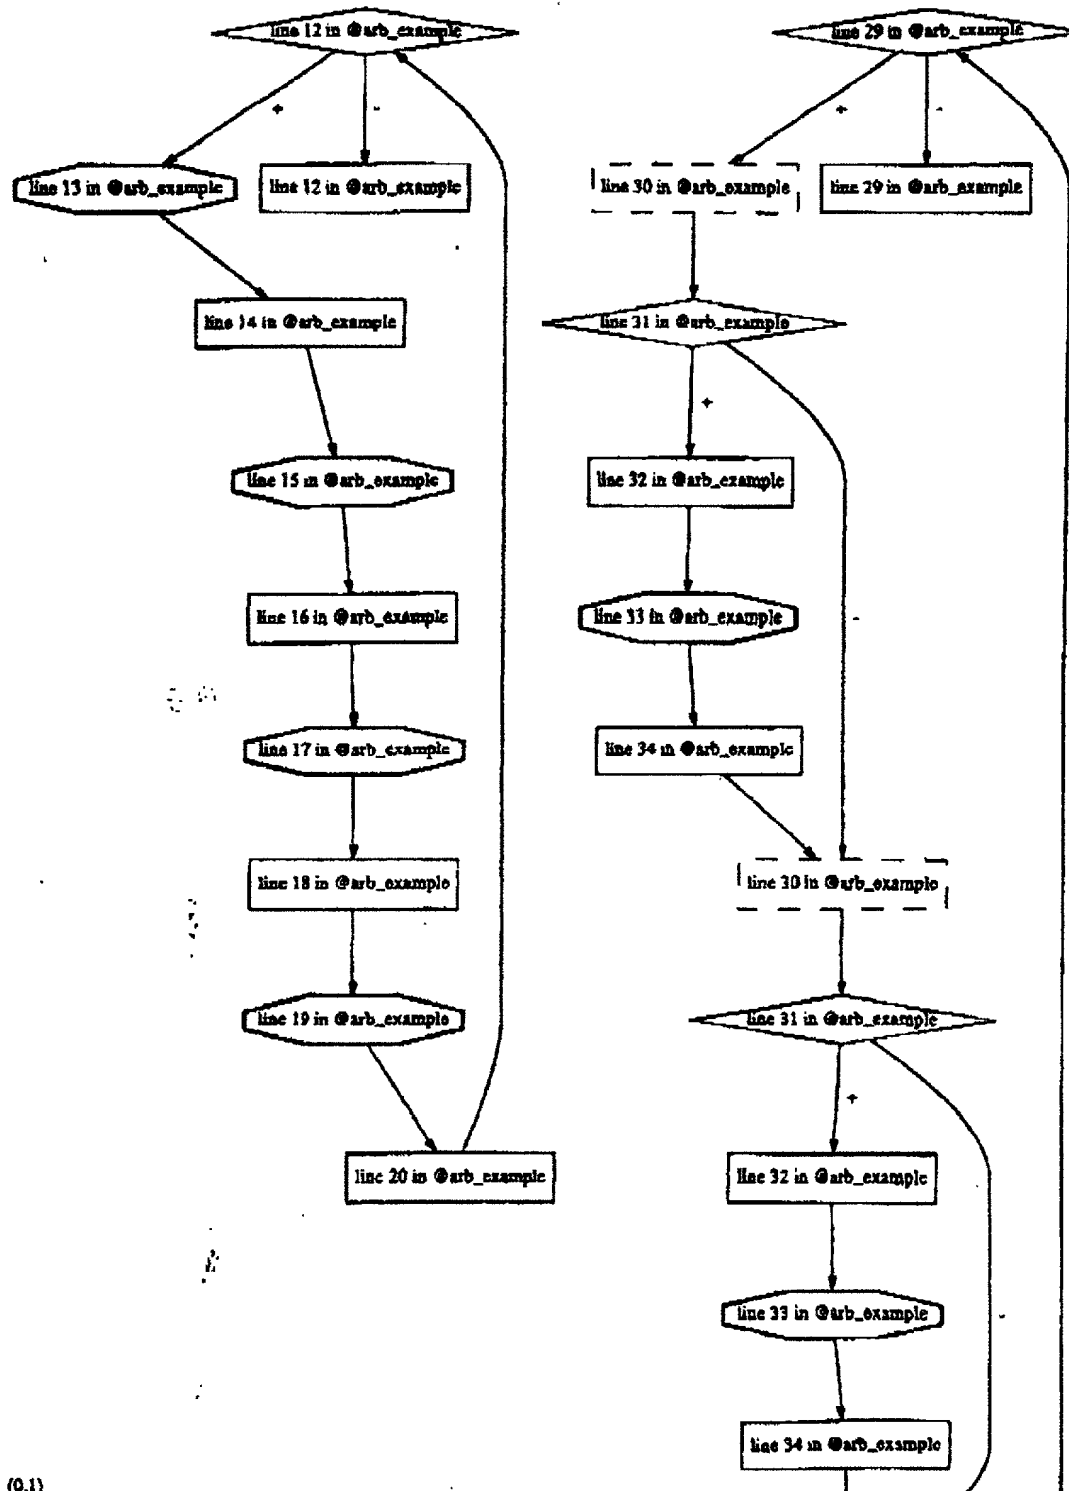 line 12 in @arb_example
line 29 in @arb_example
+
-
+
-
line 13 in @arb_example
line 12 in @arb_example
line 30 in @arb_example
line 29 in @arb_example
line 14 in @arb_example
line 31 in @arb_example
+
line 15 in @arb_example
line 32 in @arb_example
line 16 in @arb_example
line 33 in @arb_example
-
line 17 in @arb_example
line 34 in @arb_example
line 18 in @arb_example
line 30 in @arb_example
line 19 in @arb_example
line 31 in @arb_example
+
line 20 in @arb_example
line 32 in @arb_example
line 33 in @arb_example
-
line 34 in @arb_example
(0,1)